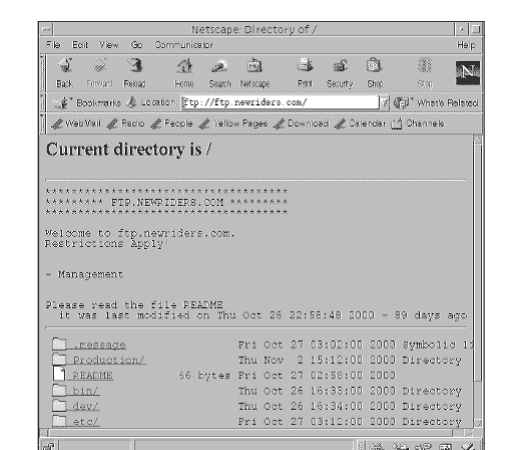 Netscape: Directory of /
File Edit View Go Communicator Help
Back Forward Reload Home Search Netscape Print Security Shop Stop
N
Bookmarks Location: ftp://ftp.newriders.com/ What's Related
WebMail Radio People Yellow Pages Download Calendar Channels
Current directory is /
*************************************
********* FTP.NEWRIDERS.COM *********
*************************************
Welcome to ftp.newriders.com.
Restrictions Apply!
- Management
Please read the file README
it was last modified on Thu Oct 26 22:58:48 2000 - 89 days ago
.message Fri Oct 27 03:02:00 2000 Symbolic li
Production/ Thu Nov 2 15:12:00 2000 Directory
README 66 bytes Fri Oct 27 02:58:00 2000
bin/ Thu Oct 26 16:33:00 2000 Directory
dev/ Thu Oct 26 16:34:00 2000 Directory
etc/ Fri Oct 27 03:12:00 2000 Directory